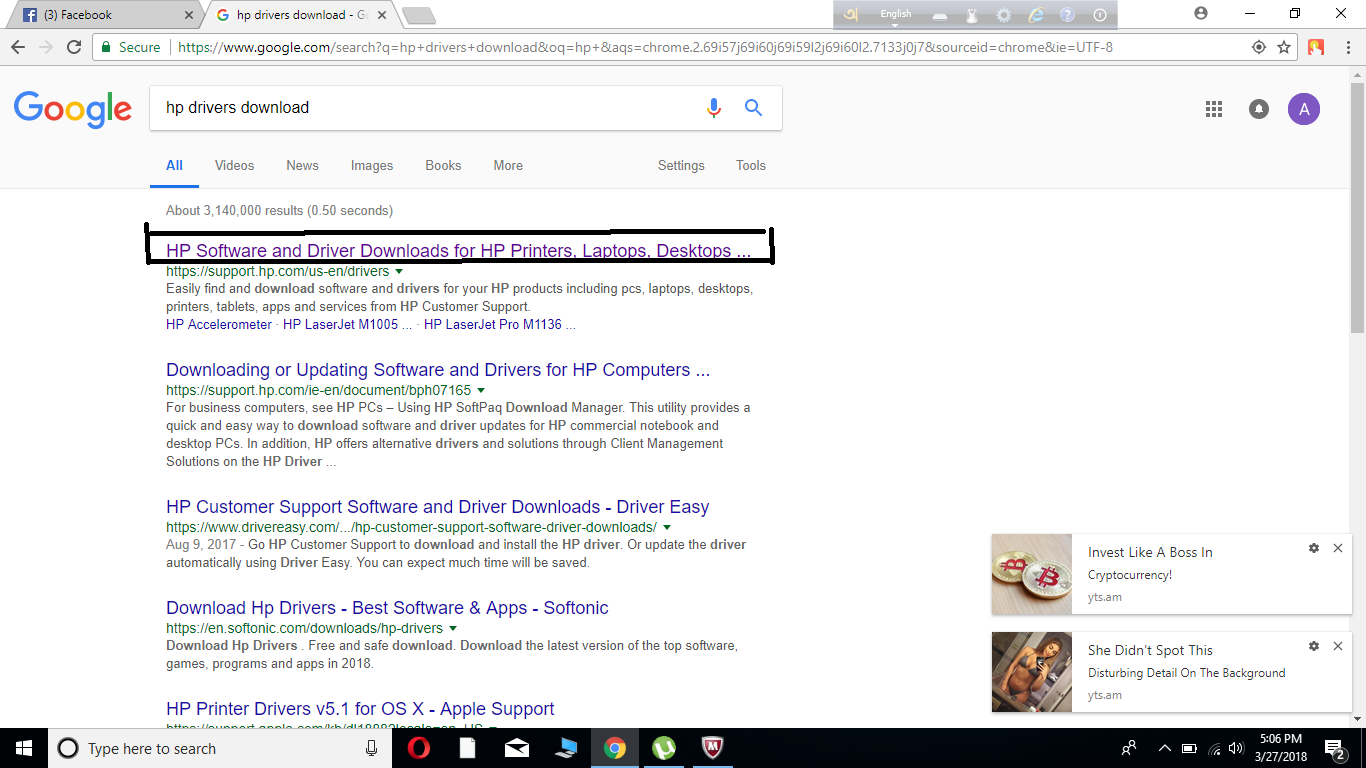 (3) Facebook
hp drivers download - Go
English
Secure
https://www.google.com/search?q=hp+drivers+download&oq=hp+&aqs=chrome.2.69i57j69i60j69i59l2j69i60l2.7133j0j7&sourceid=chrome&ie=UTF-8
Google
hp drivers download
A
All Videos News Images Books More Settings Tools
About 3,140,000 results (0.50 seconds)
HP Software and Driver Downloads for HP Printers, Laptops, Desktops ...
https://support.hp.com/us-en/drivers
Easily find and download software and drivers for your HP products including pcs, laptops, desktops,
printers, tablets, apps and services from HP Customer Support.
HP Accelerometer · HP LaserJet M1005 ... · HP LaserJet Pro M1136 ...
Downloading or Updating Software and Drivers for HP Computers ...
https://support.hp.com/ie-en/document/bph07165
For business computers, see HP PCs – Using HP SoftPaq Download Manager. This utility provides a
quick and easy way to download software and driver updates for HP commercial notebook and
desktop PCs. In addition, HP offers alternative drivers and solutions through Client Management
Solutions on the HP Driver ...
HP Customer Support Software and Driver Downloads - Driver Easy
https://www.drivereasy.com/.../hp-customer-support-software-driver-downloads/
Aug 9, 2017 - Go HP Customer Support to download and install the HP driver. Or update the driver
automatically using Driver Easy. You can expect much time will be saved.
Download Hp Drivers - Best Software & Apps - Softonic
https://en.softonic.com/downloads/hp-drivers
Download Hp Drivers . Free and safe download. Download the latest version of the top software,
games, programs and apps in 2018.
HP Printer Drivers v5.1 for OS X - Apple Support
Invest Like A Boss In
Cryptocurrency!
yts.am
She Didn't Spot This
Disturbing Detail On The Background
yts.am
Type here to search
5:06 PM
3/27/2018
2